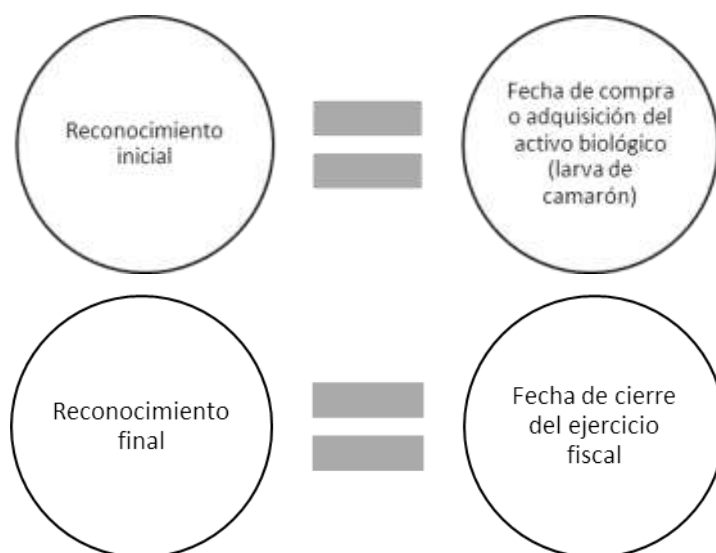 Reconocimiento
inicial
Fecha de compra
o adquisición del
activo biológico
(larva de
camarón)
Reconocimiento
final
Fecha de cierre
del ejercicio
fiscal